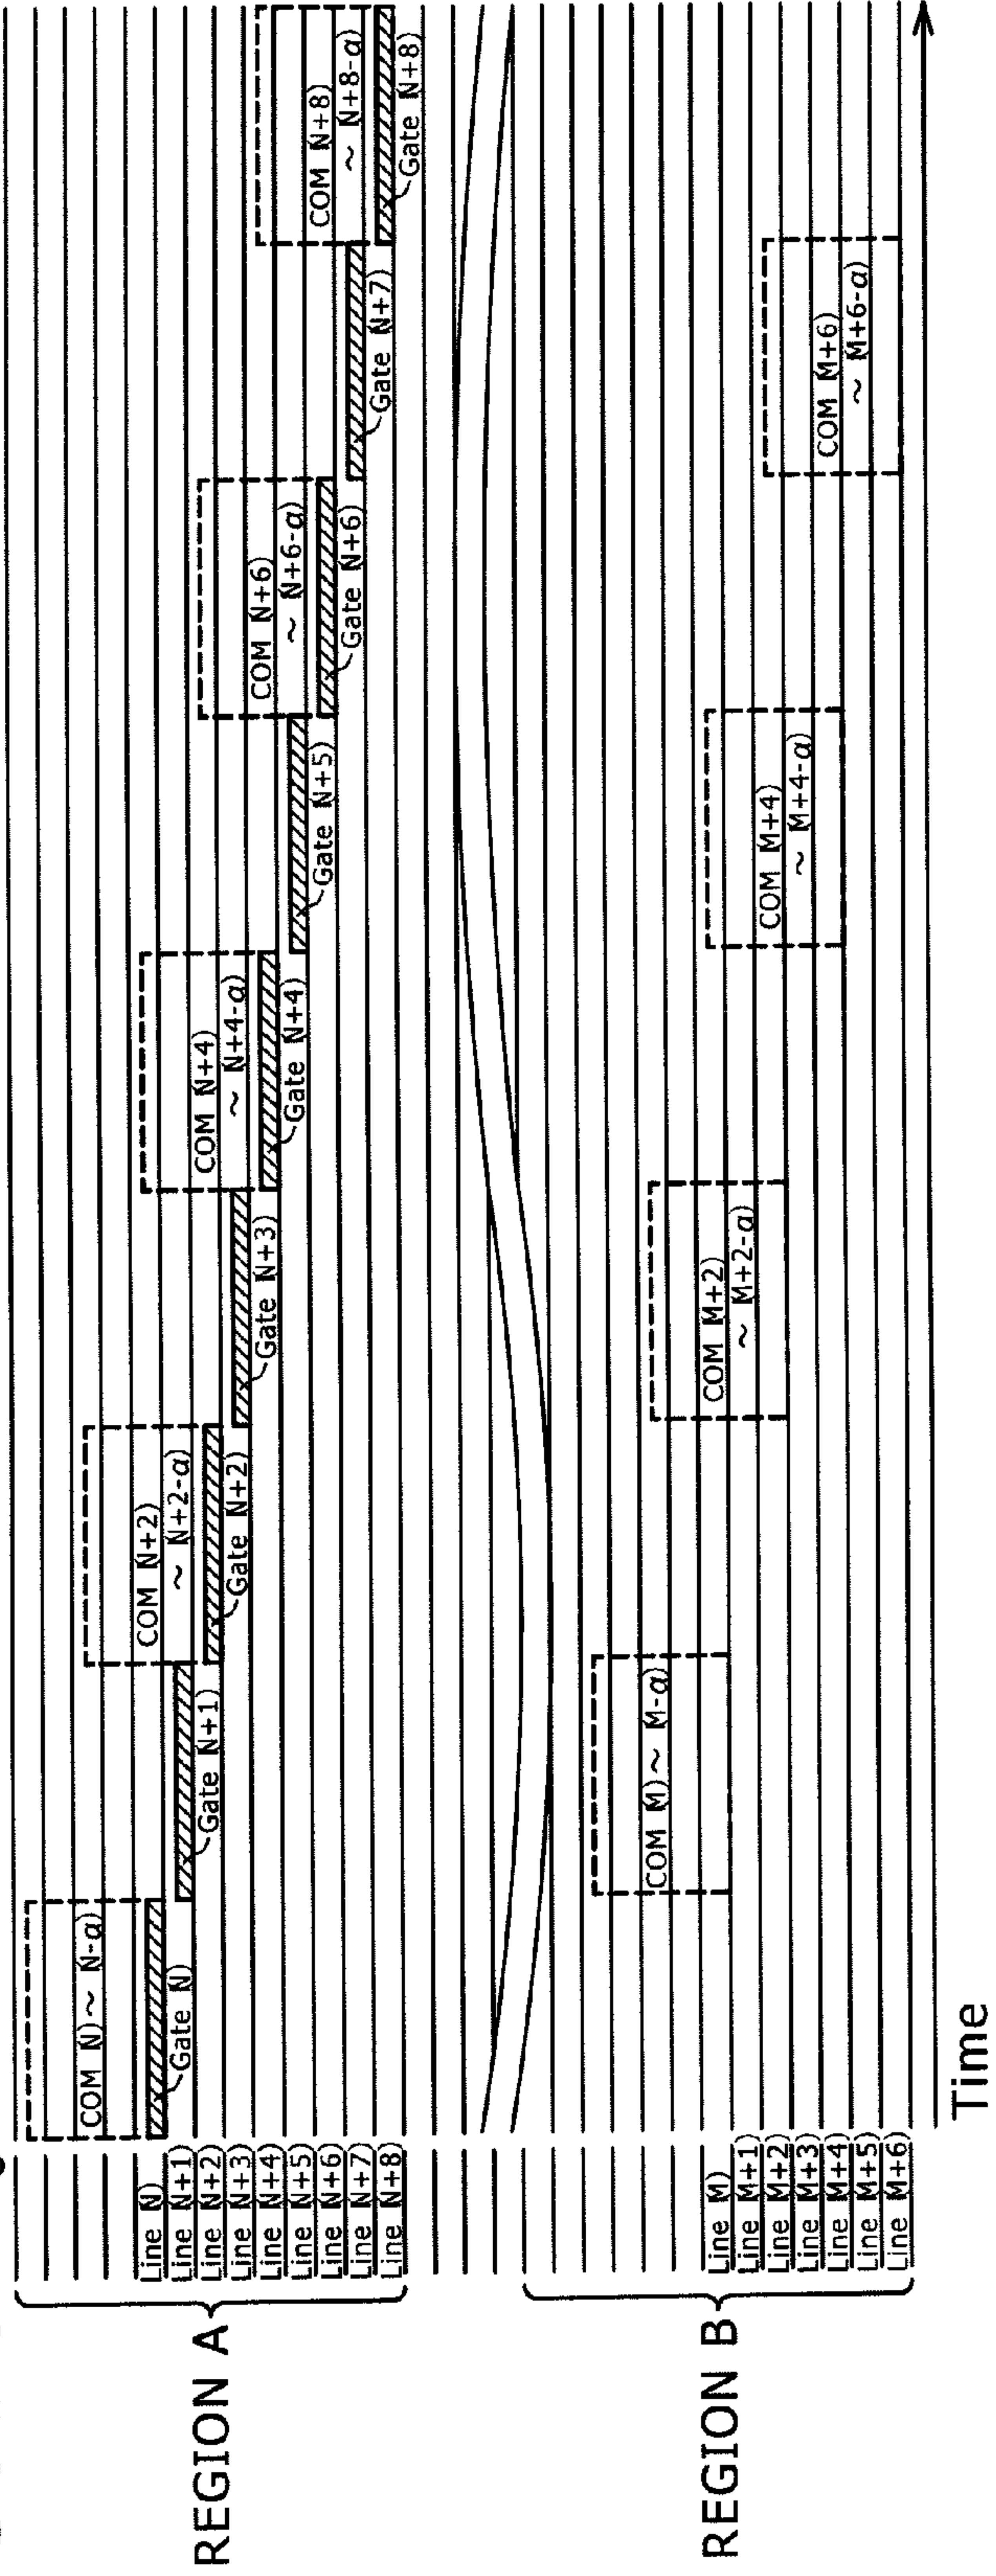 REGION A
Line N)
Line N+1)
Line N+2)
Line N+3)
Line N+4)
Line N+5)
Line N+6)
Line N+7)
Line N+8)
COM N)~ N-α)
Gate N)
Gate N+1)
COM N+2)
~ N+2-α)
Gate N+2)
Gate N+3)
COM N+4)
~ N+4-α)
Gate N+4)
Gate N+5)
COM N+6)
~ N+6-α)
Gate N+6)
Gate N+7)
COM N+8)
~ N+8-α)
Gate N+8)
REGION B
Line M)
Line M+1)
Line M+2)
Line M+3)
Line M+4)
Line M+5)
Line M+6)
COM M)~ M-α)
COM M+2)
~ M+2-α)
COM M+4)
~ M+4-α)
COM M+6)
~ M+6-α)
Time